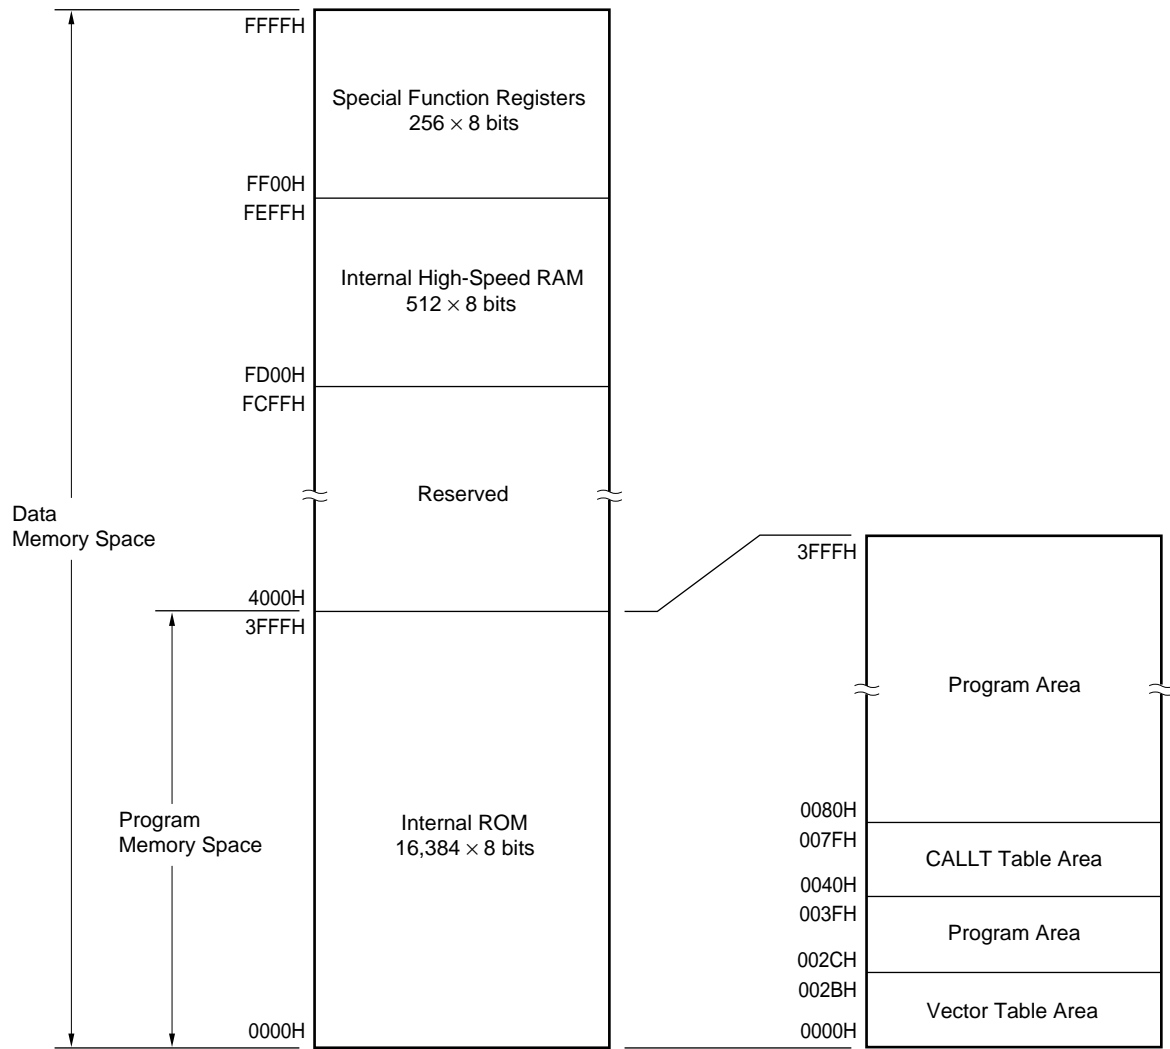 FFFFH
Special Function Registers
256 × 8 bits
FF00H
FEFFH
Internal High-Speed RAM
512 × 8 bits
FD00H
FCFFH
Reserved
Data
Memory Space
4000H
3FFFH
Program
Memory Space
Internal ROM
16,384 × 8 bits
0000H
3FFFH
Program Area
0080H
007FH
CALLT Table Area
0040H
003FH
Program Area
002CH
002BH
Vector Table Area
0000H